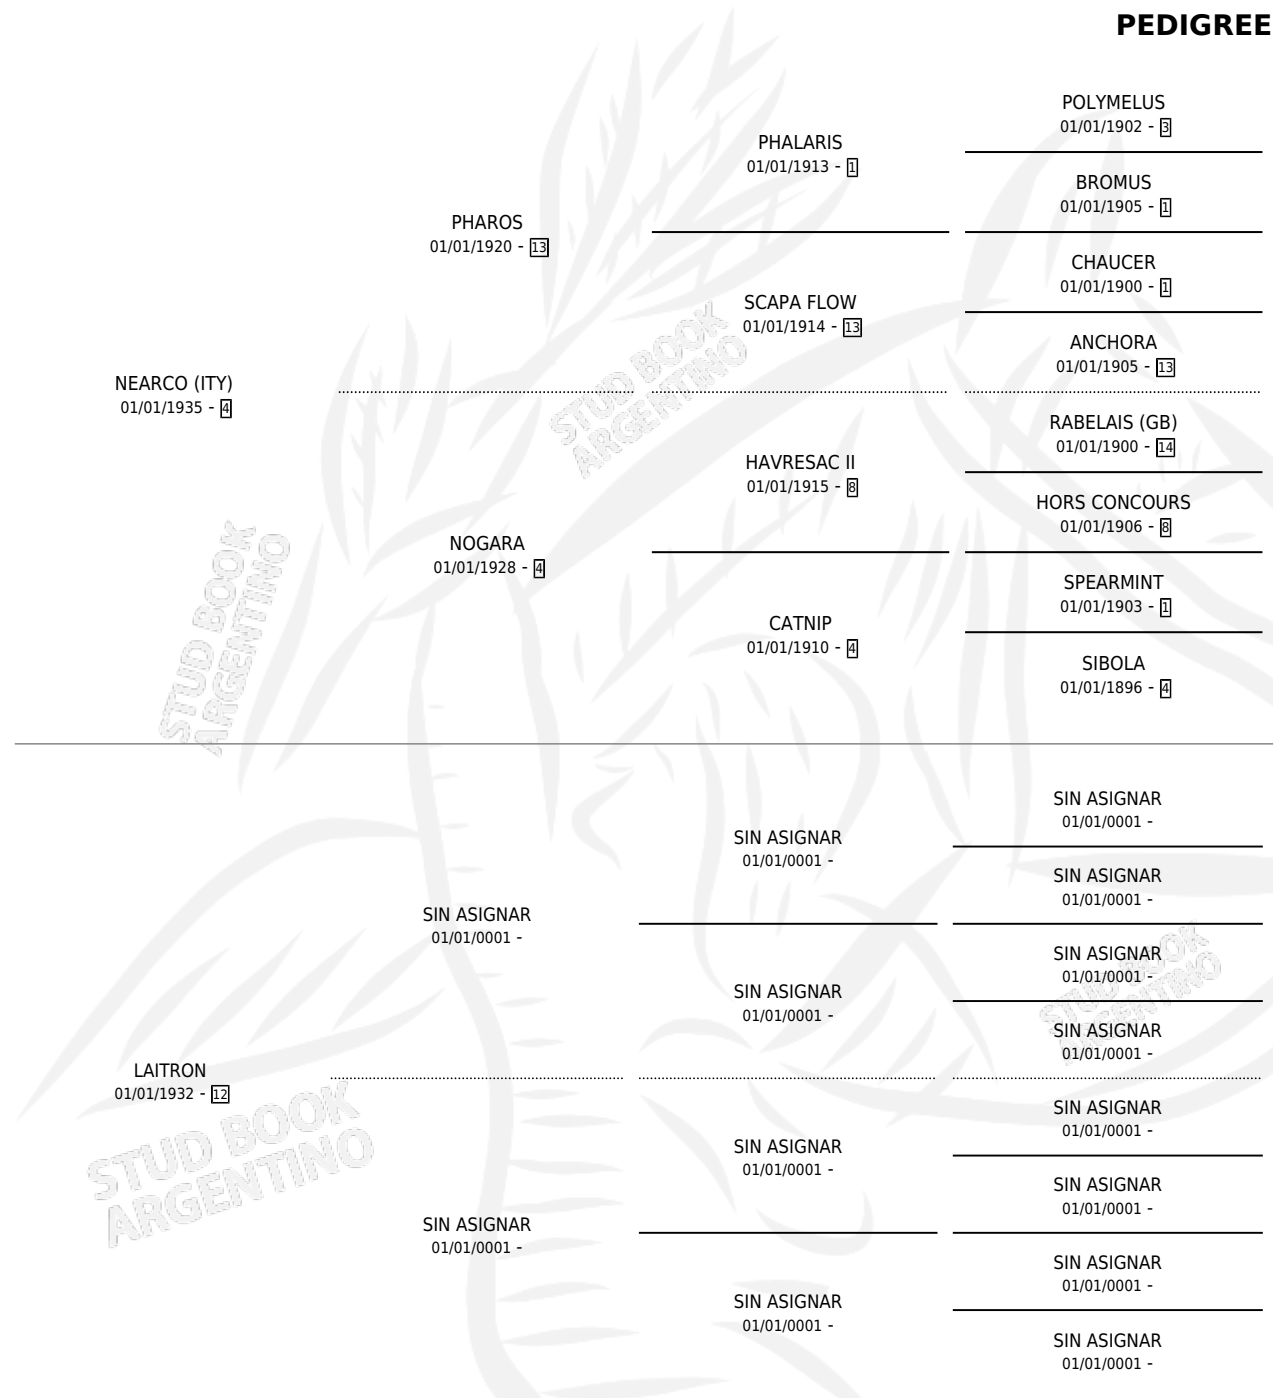 PEDIGREE
POLYMELUS
01/01/1902 - 3
PHALARIS
01/01/1913 - 1
BROMUS
01/01/1905 - 1
PHAROS
01/01/1920 - 13
CHAUCER
01/01/1900 - 1
SCAPA FLOW
01/01/1914 - 13
ANCHORA
01/01/1905 - 13
NEARCO (ITY)
01/01/1935 - 4
RABELAIS (GB)
01/01/1900 - 14
HAVRESAC II
01/01/1915 - 8
HORS CONCOURS
01/01/1906 - 8
NOGARA
01/01/1928 - 4
SPEARMINT
01/01/1903 - 1
CATNIP
01/01/1910 - 4
SIBOLA
01/01/1896 - 4
STUD BOOK
ARGENTINO
STUD BOOK
ARGENTINO
SIN ASIGNAR
01/01/0001 -
SIN ASIGNAR
01/01/0001 -
SIN ASIGNAR
01/01/0001 -
SIN ASIGNAR
01/01/0001 -
SIN ASIGNAR
01/01/0001 -
SIN ASIGNAR
01/01/0001 -
SIN ASIGNAR
01/01/0001 -
LAITRON
01/01/1932 - 12
SIN ASIGNAR
01/01/0001 -
SIN ASIGNAR
01/01/0001 -
SIN ASIGNAR
01/01/0001 -
SIN ASIGNAR
01/01/0001 -
SIN ASIGNAR
01/01/0001 -
SIN ASIGNAR
01/01/0001 -
SIN ASIGNAR
01/01/0001 -
STUD BOOK
ARGENTINO
STUD BOOK
ARGENTINO